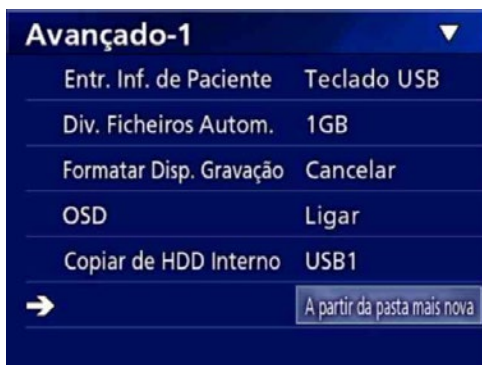 Avançado-1
Entr. Inf. de Paciente Teclado USB
Div. Ficheiros Autom. 1GB
Formatar Disp. Gravação Cancelar
OSD Ligar
Copiar de HDD Interno USB1
A partir da pasta mais nova